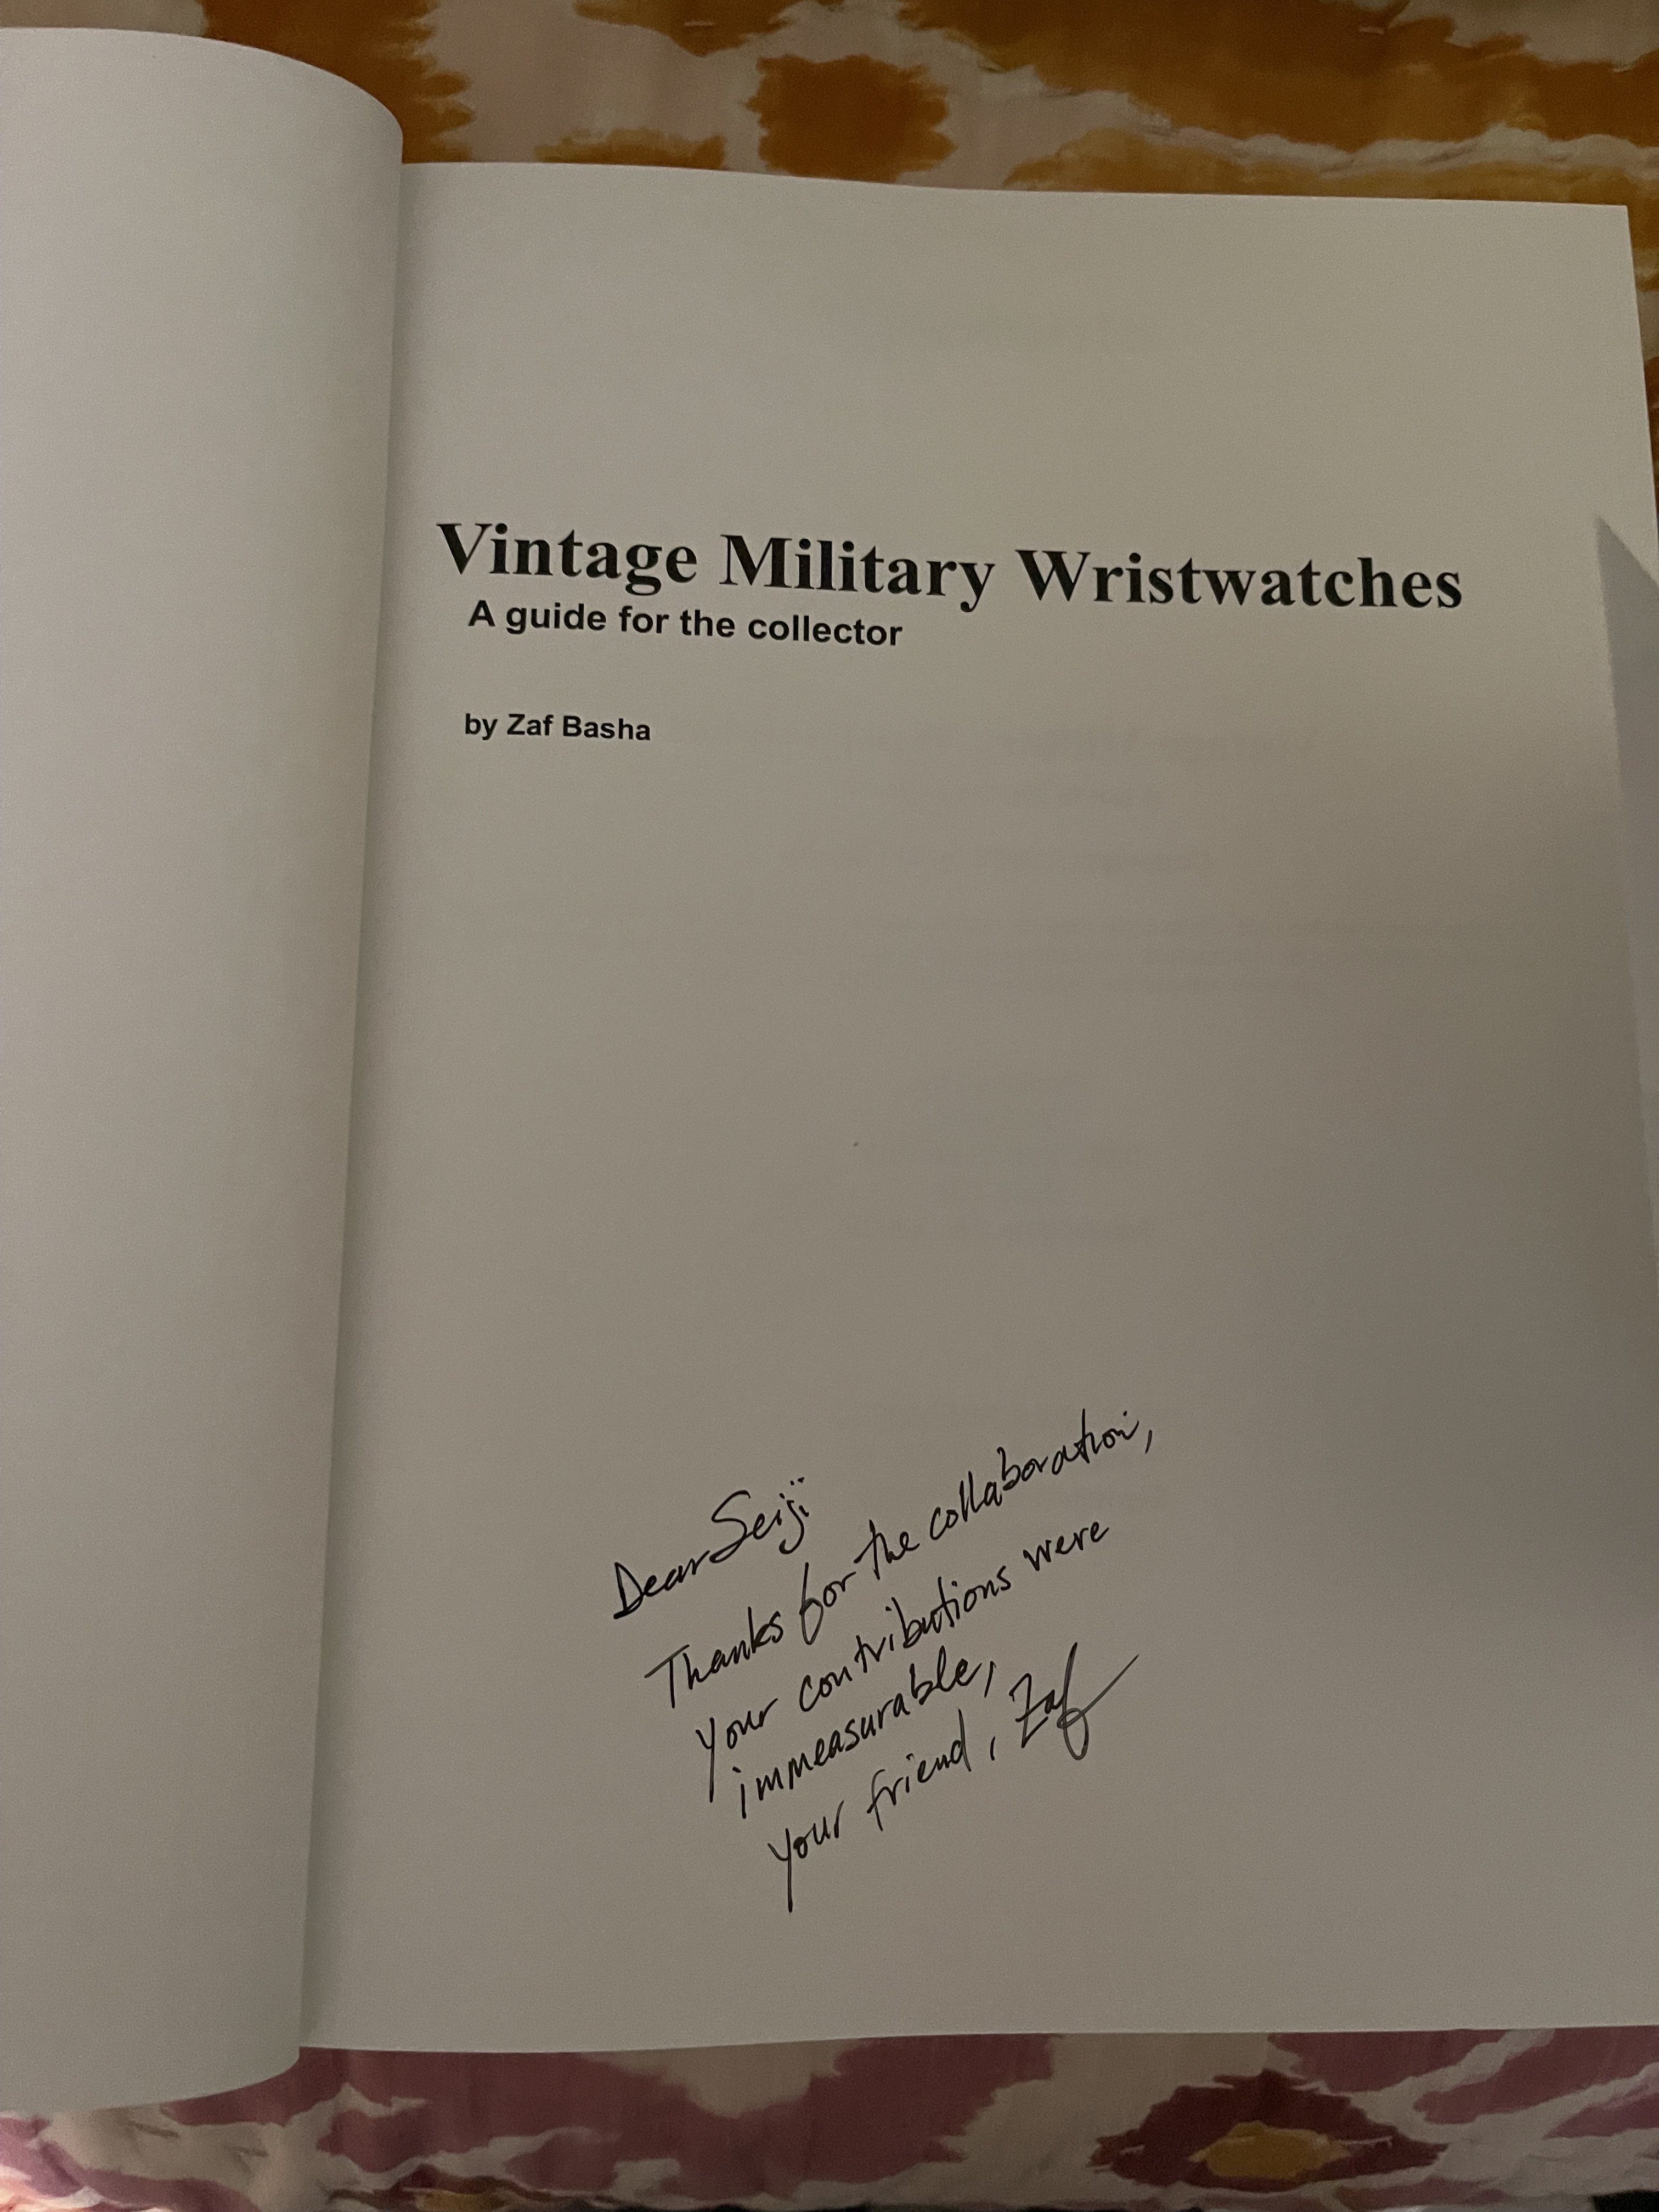 Vintage Military Wristwatches
A guide for the collector
by Zaf Basha
Dear Seiji
Thanks for the collaboration,
Your contributions were
immeasurable,
Your friend, Zaf